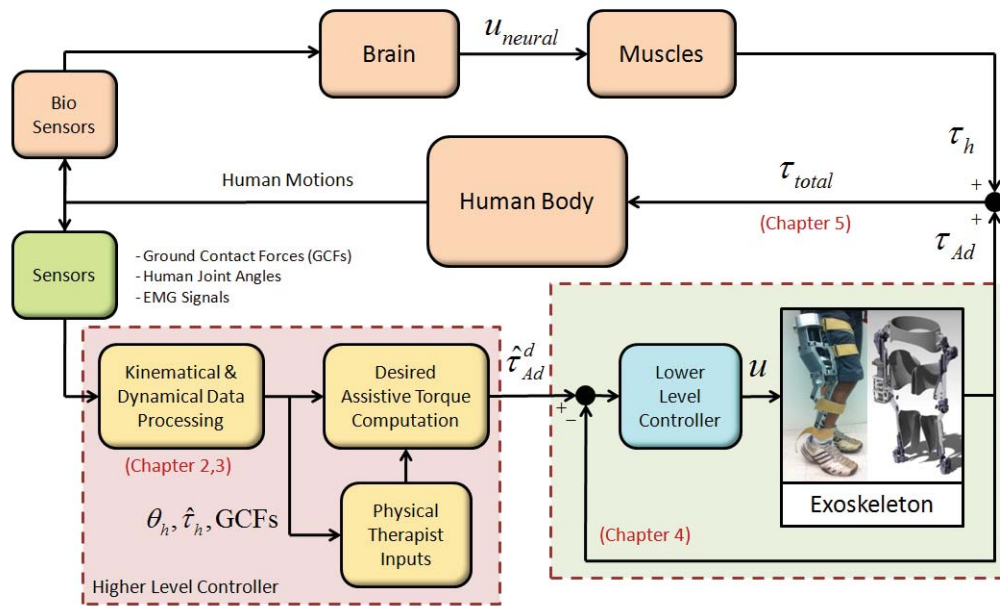 Brain
u_neural
Muscles
Bio
Sensors
τ_h
Human Motions
Human Body
τ_total
+
(Chapter 5)
+
τ_Ad
Sensors
- Ground Contact Forces (GCFs)
- Human Joint Angles
- EMG Signals
Kinematical &
Dynamical Data
Processing
Desired
Assistive Torque
Computation
τ̂_Ad^d
+
−
Lower
Level
Controller
u
Exoskeleton
(Chapter 2,3)
θ_h, τ̂_h, GCFs
Physical
Therapist
Inputs
(Chapter 4)
Higher Level Controller